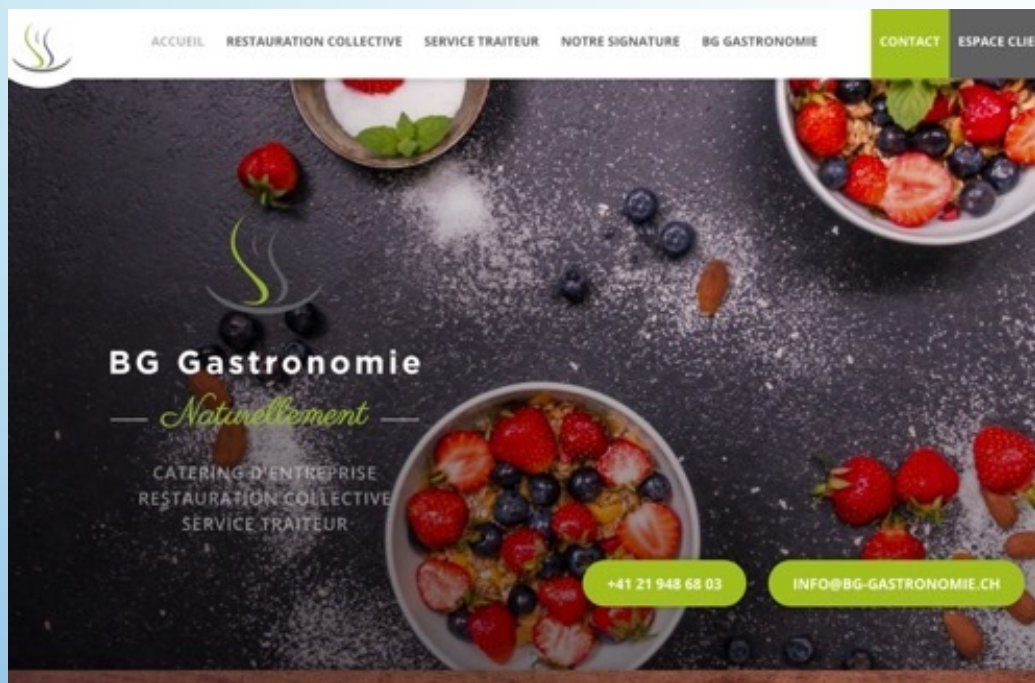 ACCUEIL RESTAURATION COLLECTIVE SERVICE TRAITEUR NOTRE SIGNATURE BG GASTRONOMIE CONTACT ESPACE CLIE
BG Gastronomie
Naturellement
CATERING D'ENTREPRISE
RESTAURATION COLLECTIVE
SERVICE TRAITEUR
+41 21 948 68 03 INFO@BG-GASTRONOMIE.CH